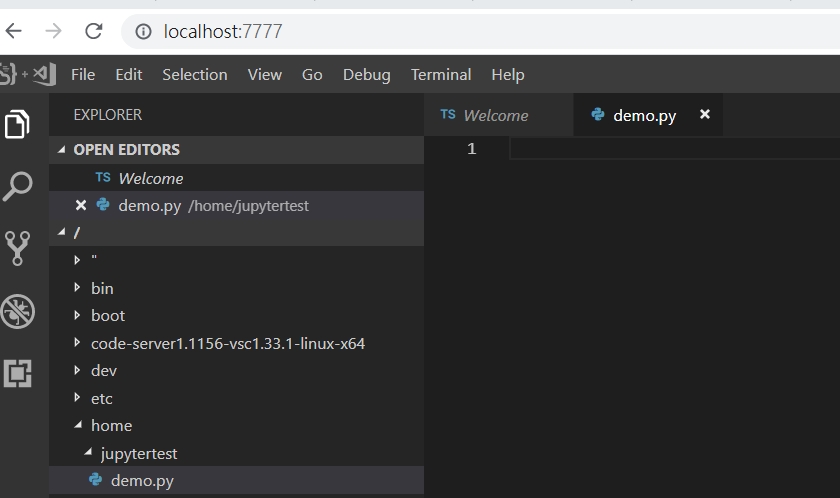 localhost:7777
File Edit Selection View Go Debug Terminal Help
EXPLORER
OPEN EDITORS
TS Welcome
demo.py /home/jupytertest
/
"
bin
boot
code-server1.1156-vsc1.33.1-linux-x64
dev
etc
home
jupytertest
demo.py
TS Welcome demo.py
1